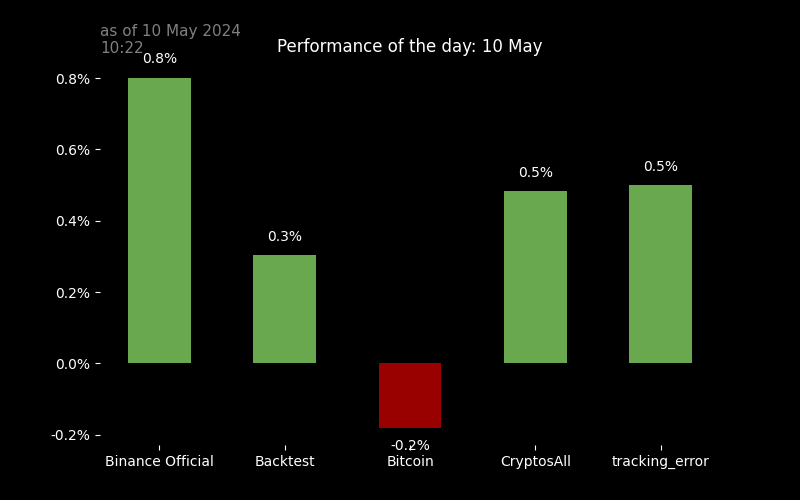 as of 10 May 2024
10:22
Performance of the day: 10 May
0.8%
0.6%
0.4%
0.2%
0.0%
-0.2%
0.8%
0.3%
-0.2%
0.5%
0.5%
Binance Official
Backtest
Bitcoin
CryptosAll
tracking_error